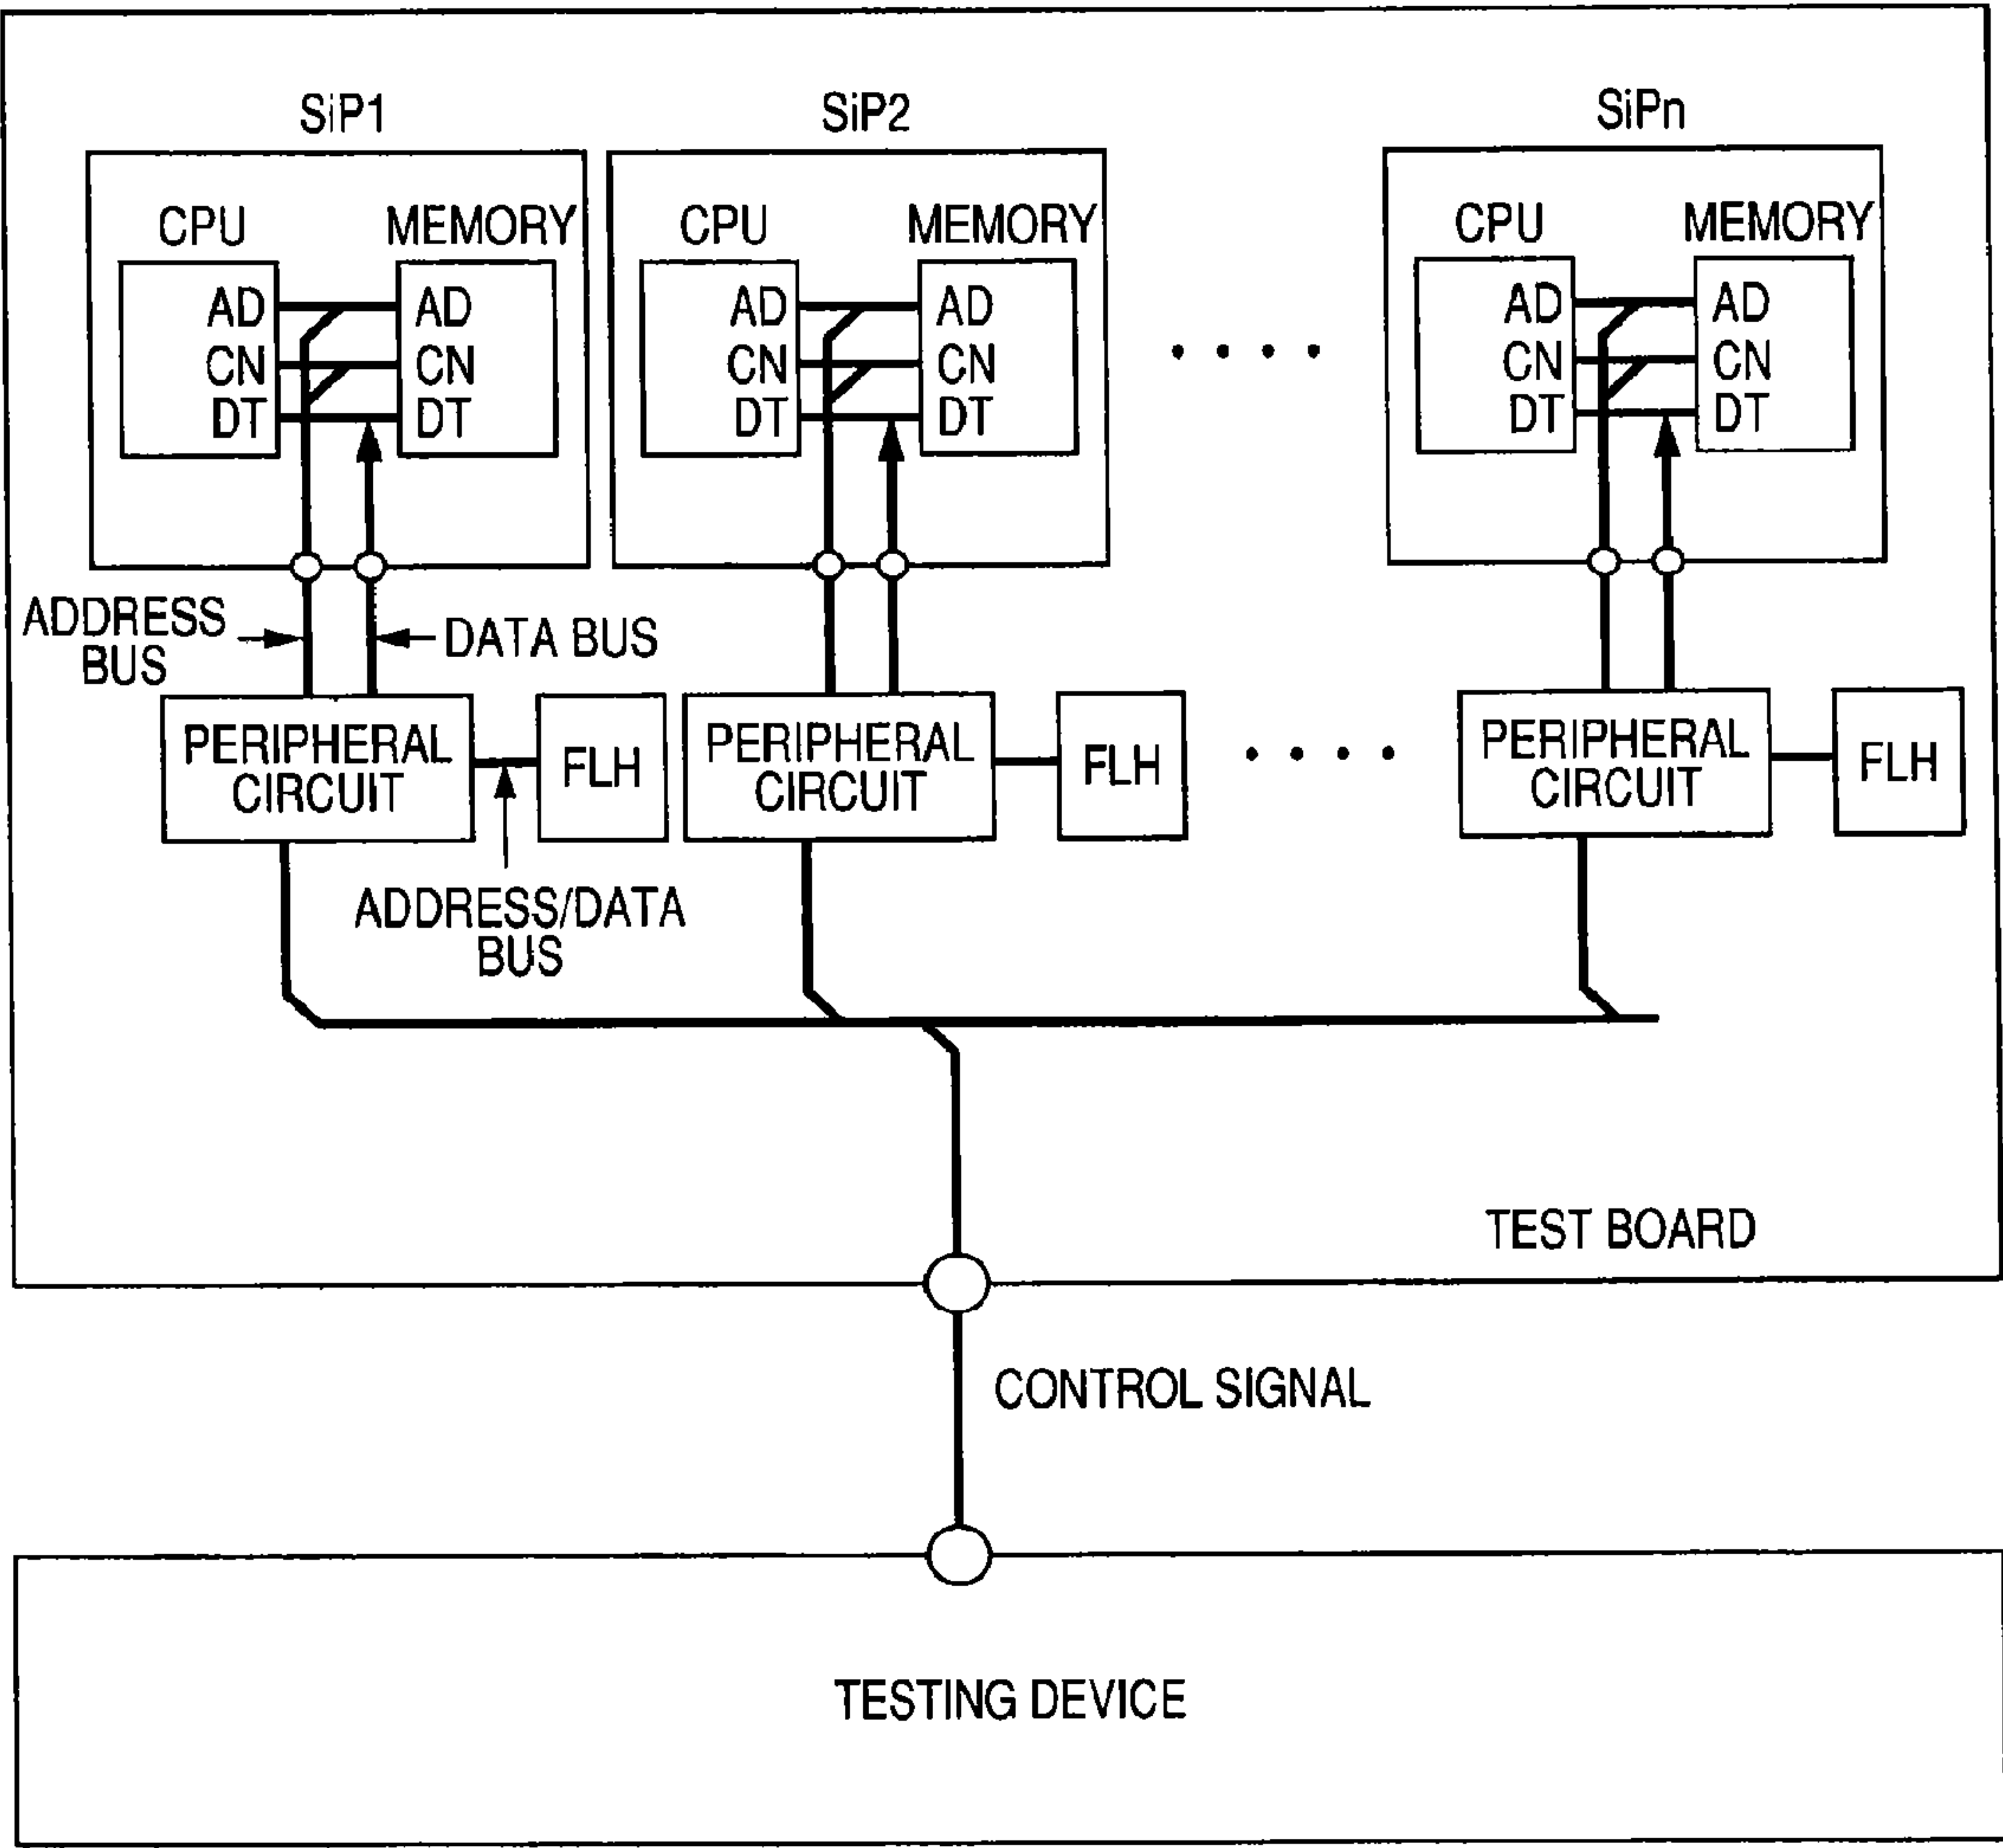 SiP1
SiP2
SiPn
CPU
MEMORY
CPU
MEMORY
CPU
MEMORY
AD
AD
AD
AD
AD
AD
CN
CN
CN
CN
CN
CN
DT
DT
DT
DT
DT
DT
ADDRESS
BUS
DATA BUS
PERIPHERAL
CIRCUIT
FLH
PERIPHERAL
CIRCUIT
FLH
PERIPHERAL
CIRCUIT
FLH
ADDRESS/DATA
BUS
TEST BOARD
CONTROL SIGNAL
TESTING DEVICE